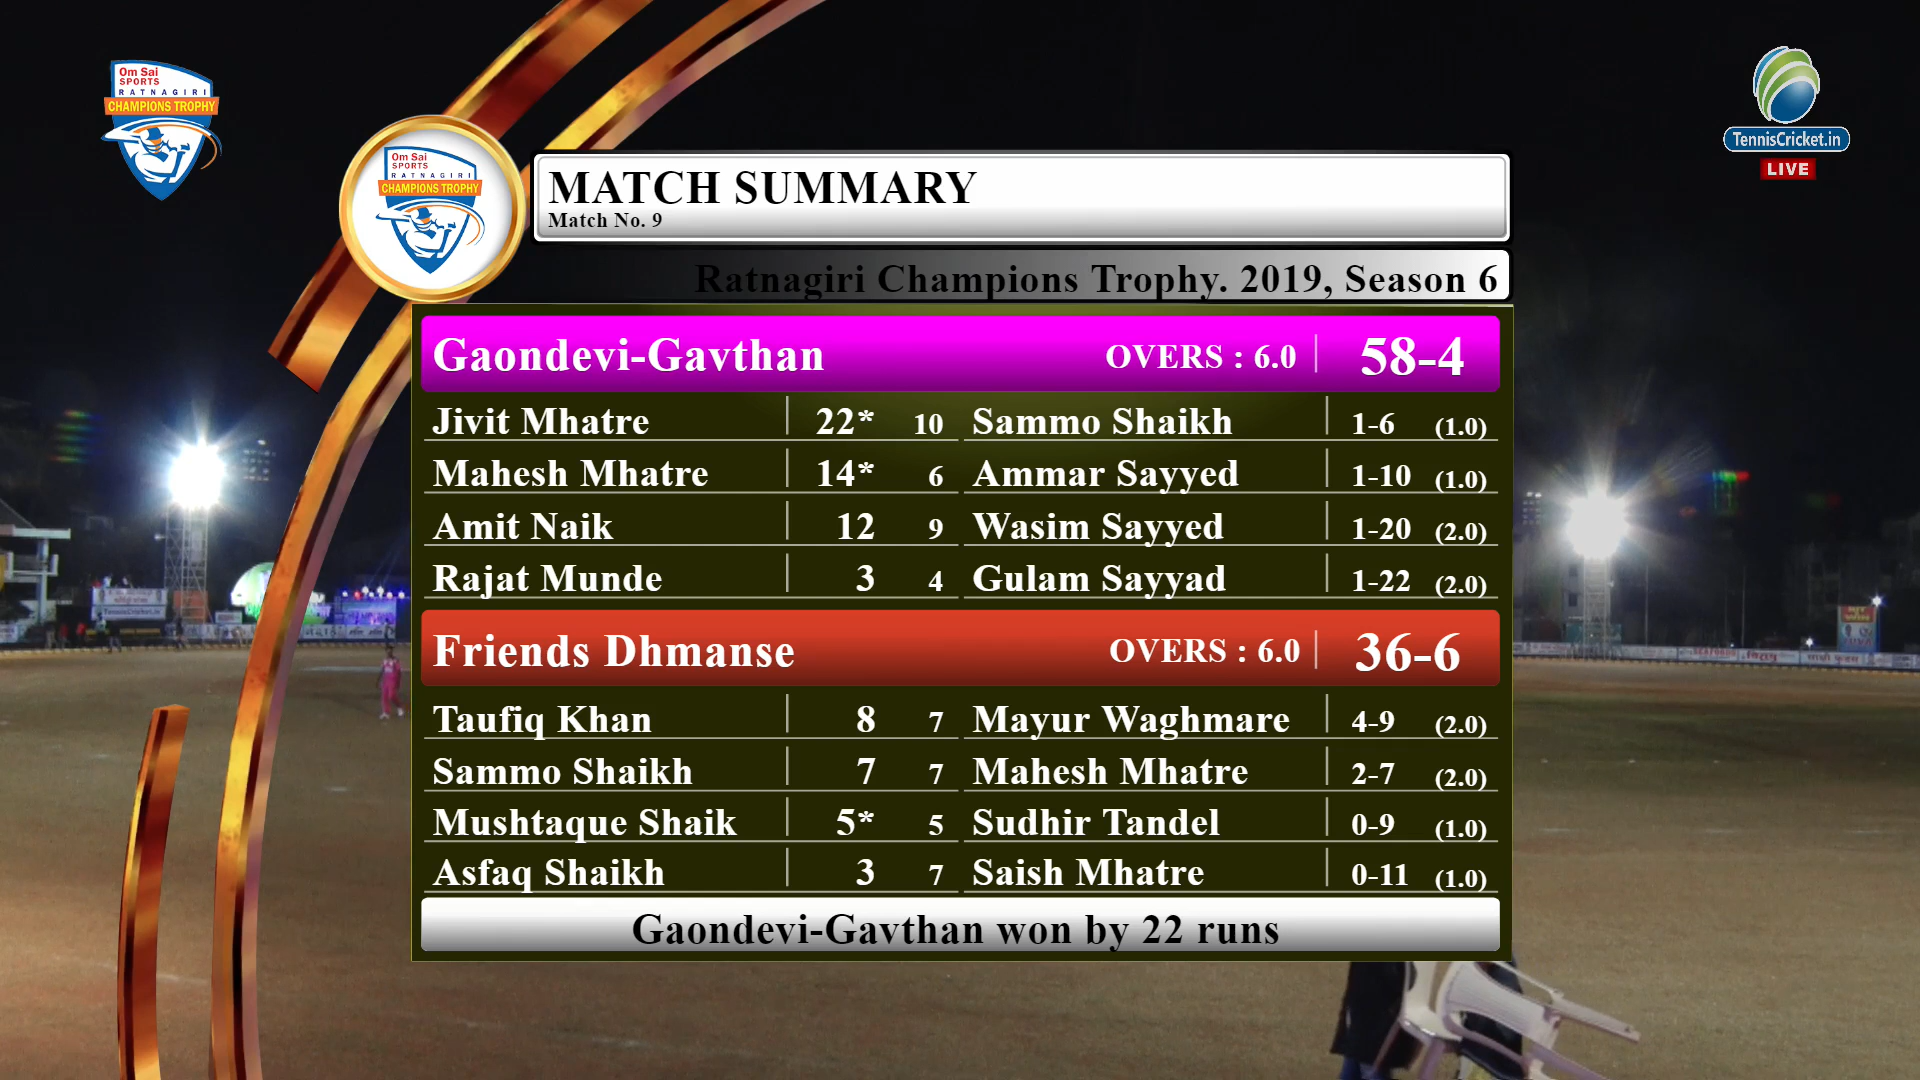 Om Sai
SPORTS
RATNAGIRI
CHAMPIONS TROPHY
TennisCricket.in
LIVE
Om Sai
SPORTS
RATNAGIRI
CHAMPIONS TROPHY
MATCH SUMMARY
Match No. 9
Ratnagiri Champions Trophy. 2019, Season 6
Gaondevi-Gavthan OVERS : 6.0 58-4
Jivit Mhatre 22* 10 Sammo Shaikh 1-6 (1.0)
Mahesh Mhatre 14* 6 Ammar Sayyed 1-10 (1.0)
Amit Naik 12 9 Wasim Sayyed 1-20 (2.0)
Rajat Munde 3 4 Gulam Sayyad 1-22 (2.0)
Friends Dhmanse OVERS : 6.0 36-6
Taufiq Khan 8 7 Mayur Waghmare 4-9 (2.0)
Sammo Shaikh 7 7 Mahesh Mhatre 2-7 (2.0)
Mushtaque Shaik 5* 5 Sudhir Tandel 0-9 (1.0)
Asfaq Shaikh 3 7 Saish Mhatre 0-11 (1.0)
Gaondevi-Gavthan won by 22 runs
TennisCricket.in